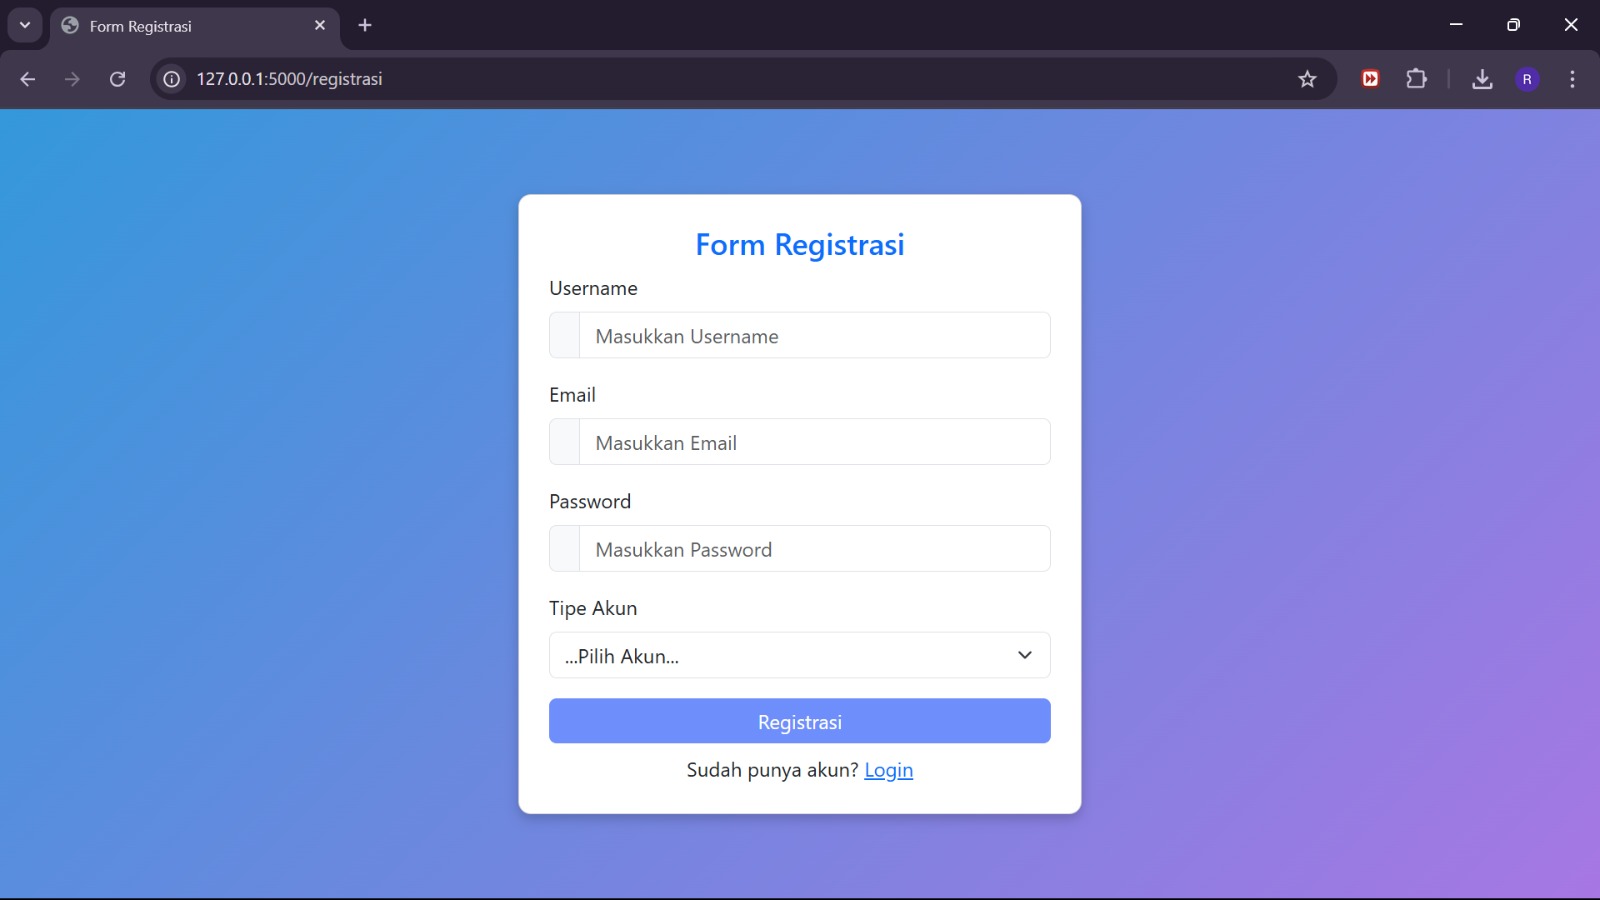 Form Registrasi
127.0.0.1:5000/registrasi
R
Form Registrasi
Username
Masukkan Username
Email
Masukkan Email
Password
Masukkan Password
Tipe Akun
...Pilih Akun...
Registrasi
Sudah punya akun? Login